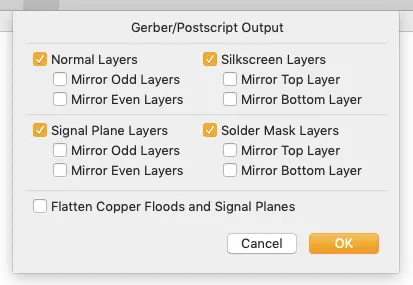 Gerber/Postscript Output
Normal Layers
Mirror Odd Layers
Mirror Even Layers
Silkscreen Layers
Mirror Top Layer
Mirror Bottom Layer
Signal Plane Layers
Mirror Odd Layers
Mirror Even Layers
Solder Mask Layers
Mirror Top Layer
Mirror Bottom Layer
Flatten Copper Floods and Signal Planes
Cancel
OK